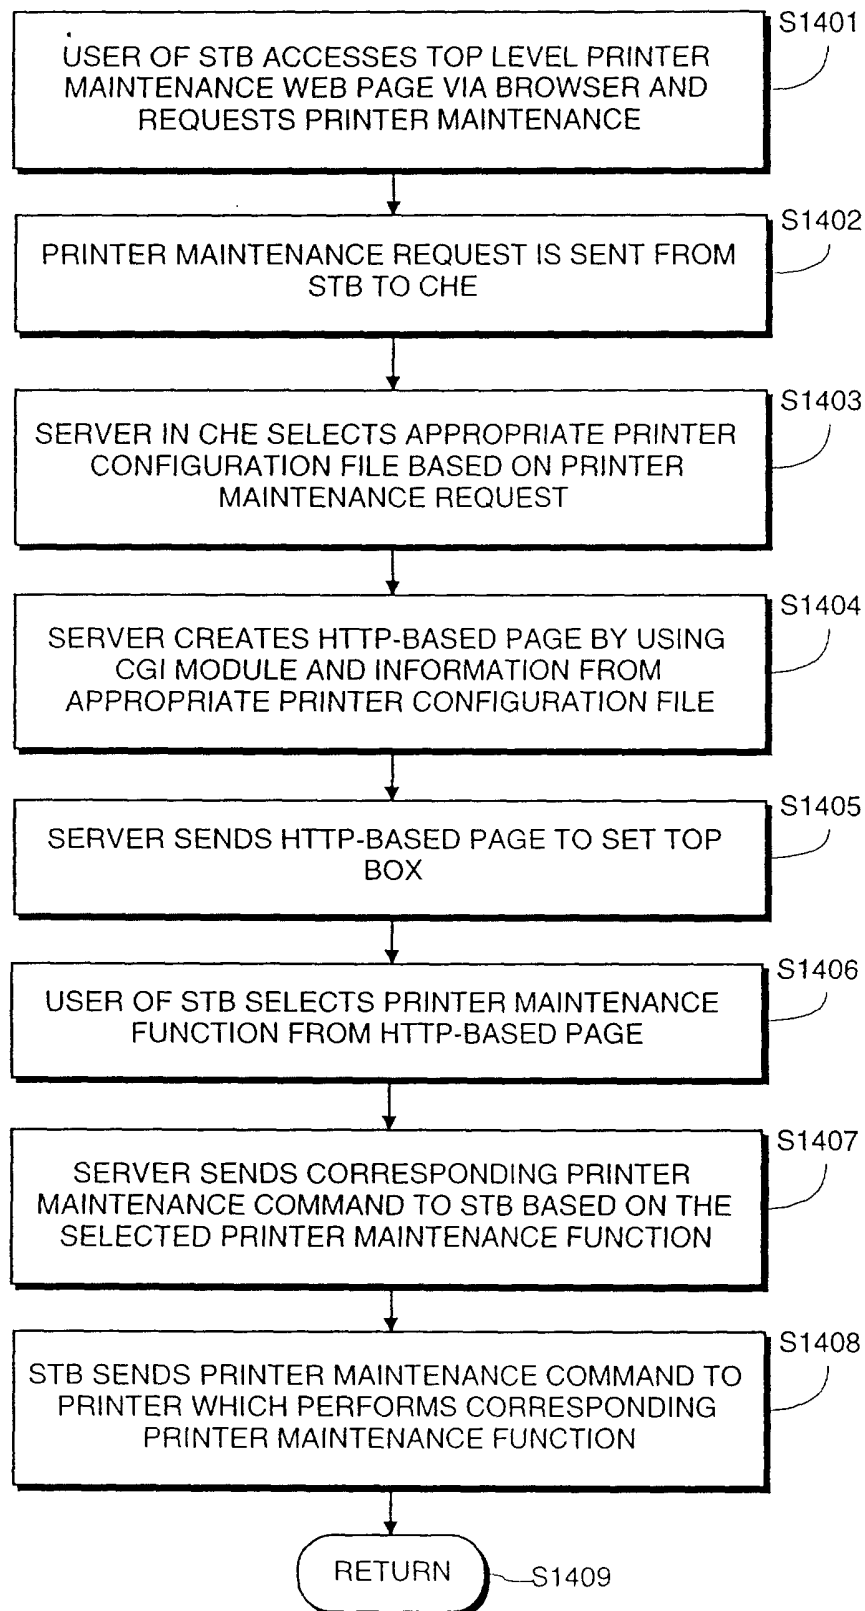 S1401
USER OF STB ACCESSES TOP LEVEL PRINTER
MAINTENANCE WEB PAGE VIA BROWSER AND
REQUESTS PRINTER MAINTENANCE
S1402
PRINTER MAINTENANCE REQUEST IS SENT FROM
STB TO CHE
S1403
SERVER IN CHE SELECTS APPROPRIATE PRINTER
CONFIGURATION FILE BASED ON PRINTER
MAINTENANCE REQUEST
S1404
SERVER CREATES HTTP-BASED PAGE BY USING
CGI MODULE AND INFORMATION FROM
APPROPRIATE PRINTER CONFIGURATION FILE
S1405
SERVER SENDS HTTP-BASED PAGE TO SET TOP
BOX
S1406
USER OF STB SELECTS PRINTER MAINTENANCE
FUNCTION FROM HTTP-BASED PAGE
S1407
SERVER SENDS CORRESPONDING PRINTER
MAINTENANCE COMMAND TO STB BASED ON THE
SELECTED PRINTER MAINTENANCE FUNCTION
S1408
STB SENDS PRINTER MAINTENANCE COMMAND TO
PRINTER WHICH PERFORMS CORRESPONDING
PRINTER MAINTENANCE FUNCTION
RETURN
S1409